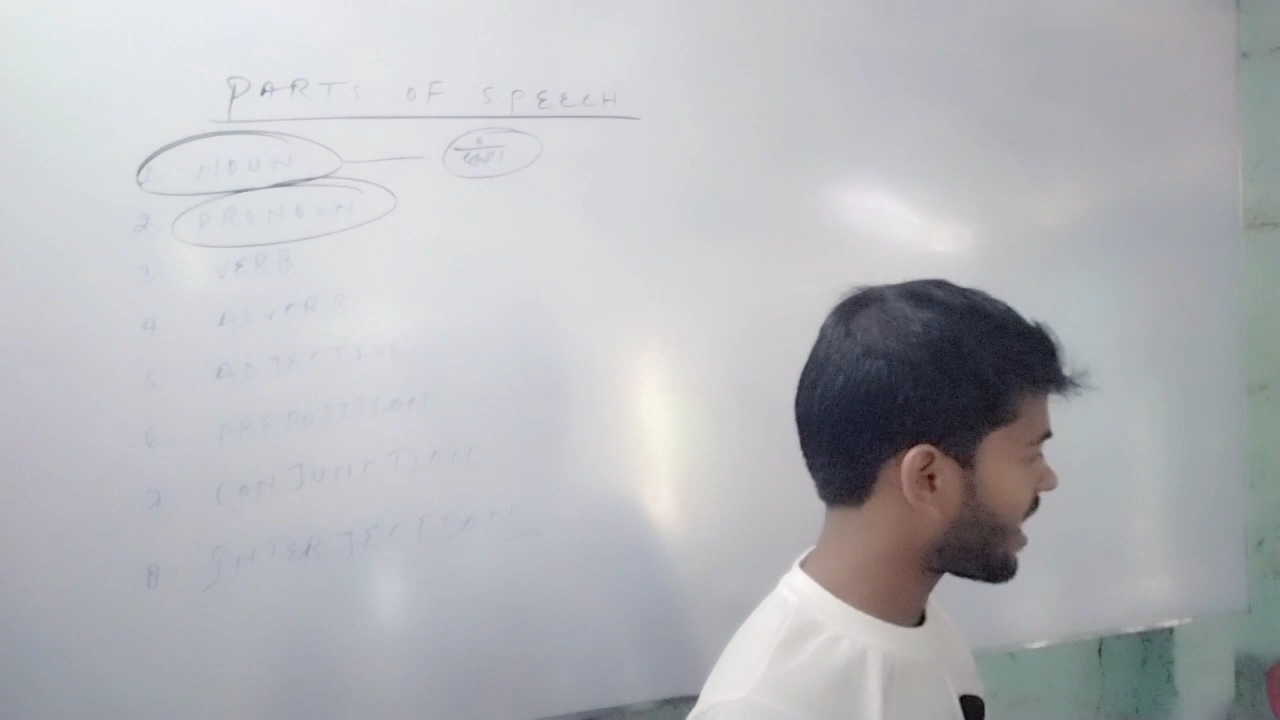 PARTS OF SPEECH
1 NOUN — संज्ञा
2 PRONOUN
3 VERB
4 ADVERB
5 ADJECTIVE
6 PREPOSITION
7 CONJUNCTION
8 INTERJECTION